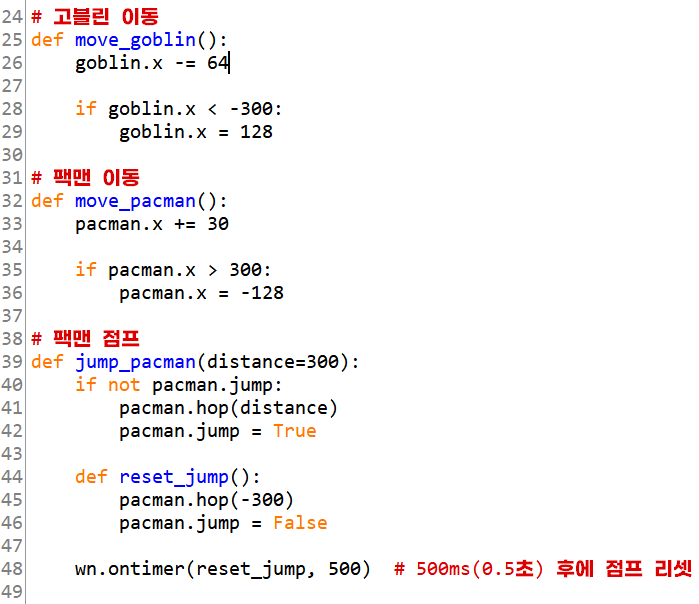 24 # 고블린 이동
25 def move_goblin():
26     goblin.x -= 64
27
28     if goblin.x < -300:
29         goblin.x = 128
30
31 # 팩맨 이동
32 def move_pacman():
33     pacman.x += 30
34
35     if pacman.x > 300:
36         pacman.x = -128
37
38 # 팩맨 점프
39 def jump_pacman(distance=300):
40     if not pacman.jump:
41         pacman.hop(distance)
42         pacman.jump = True
43
44     def reset_jump():
45         pacman.hop(-300)
46         pacman.jump = False
47
48     wn.ontimer(reset_jump, 500)  # 500ms(0.5초) 후에 점프 리셋
49